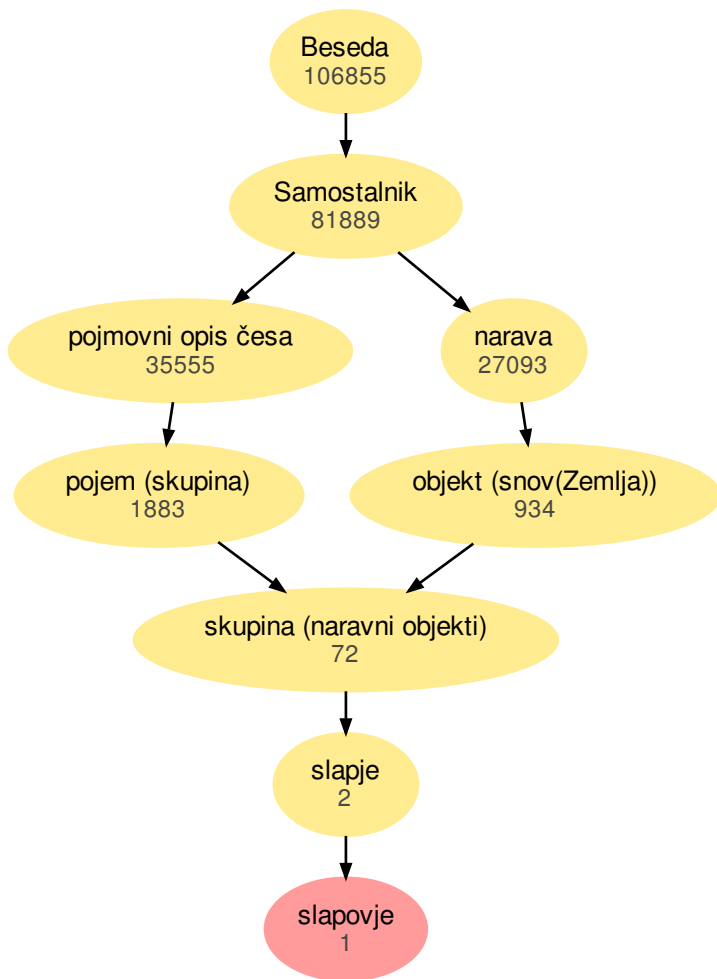 Beseda
106855
Samostalnik
81889
pojmovni opis česa
35555
narava
27093
pojem (skupina)
1883
objekt (snov(Zemlja))
934
skupina (naravni objekti)
72
slapje
2
slapovje
1